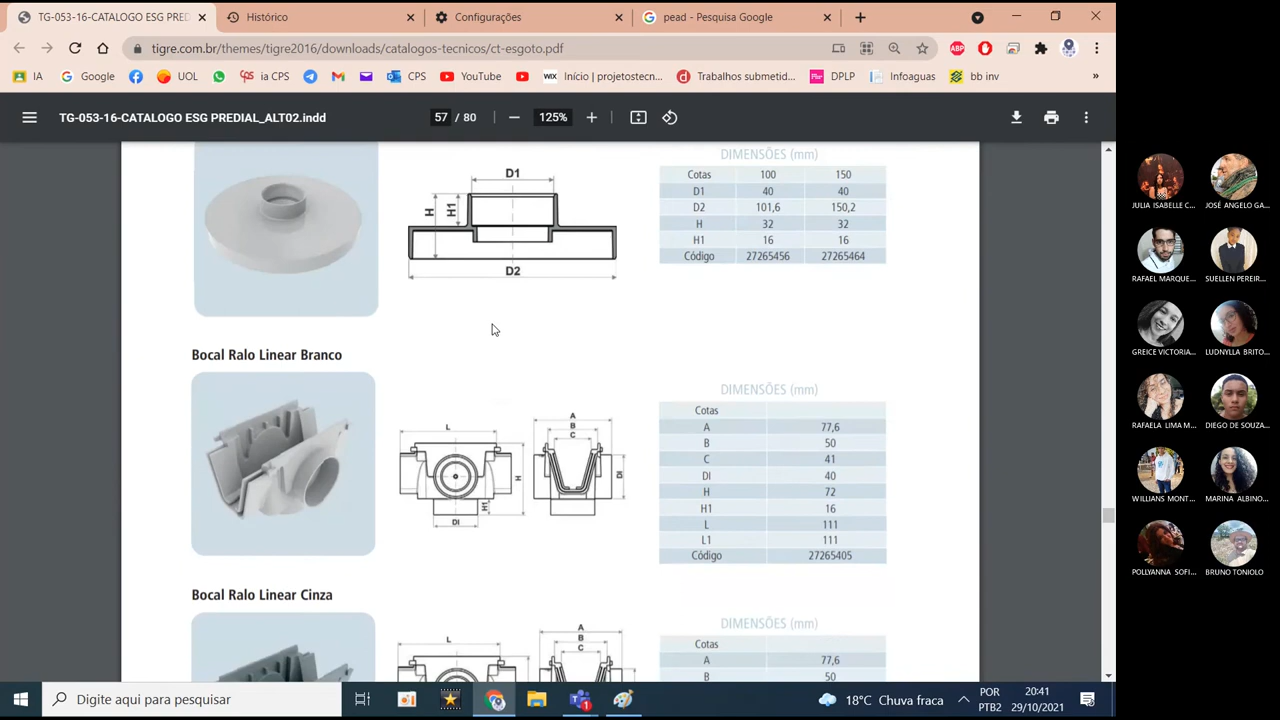 TG-053-16-CATALOGO ESG PRED
Histórico
Configurações
pead - Pesquisa Google
tigre.com.br/themes/tigre2016/downloads/catalogos-tecnicos/ct-esgoto.pdf
ABP
IA
Google
UOL
ia CPS
CPS
YouTube
WIX
Início | projetostecn...
Trabalhos submetid...
DPLP
Infoaguas
bb inv
»
TG-053-16-CATALOGO ESG PREDIAL_ALT02.indd
57 / 80
125%
DIMENSÕES (mm)
Cotas 100 150
D1 40 40
D2 101,6 150,2
H 32 32
H1 16 16
Código 27265456 27265464
D1
H
H1
D2
Bocal Ralo Linear Branco
DIMENSÕES (mm)
Cotas
A 77,6
B 50
C 41
DI 40
H 72
H1 16
L 111
L1 111
Código 27265405
L
H
H1
DI
A
B
C
DI
Bocal Ralo Linear Cinza
DIMENSÕES (mm)
Cotas
A 77,6
B 50
L
A
B
C
JULIA ISABELLE C...
JOSÉ ANGELO GA...
RAFAEL MARQUE...
SUELLEN PEREIR...
GREICE VICTORIA...
LUDNYLLA BRITO...
RAFAELA LIMA M...
DIEGO DE SOUZA...
WILLIANS MONT...
MARINA ALBINO...
POLLYANNA SOFI...
BRUNO TONIOLO
Digite aqui para pesquisar
18°C Chuva fraca
POR
PTB2
20:41
29/10/2021